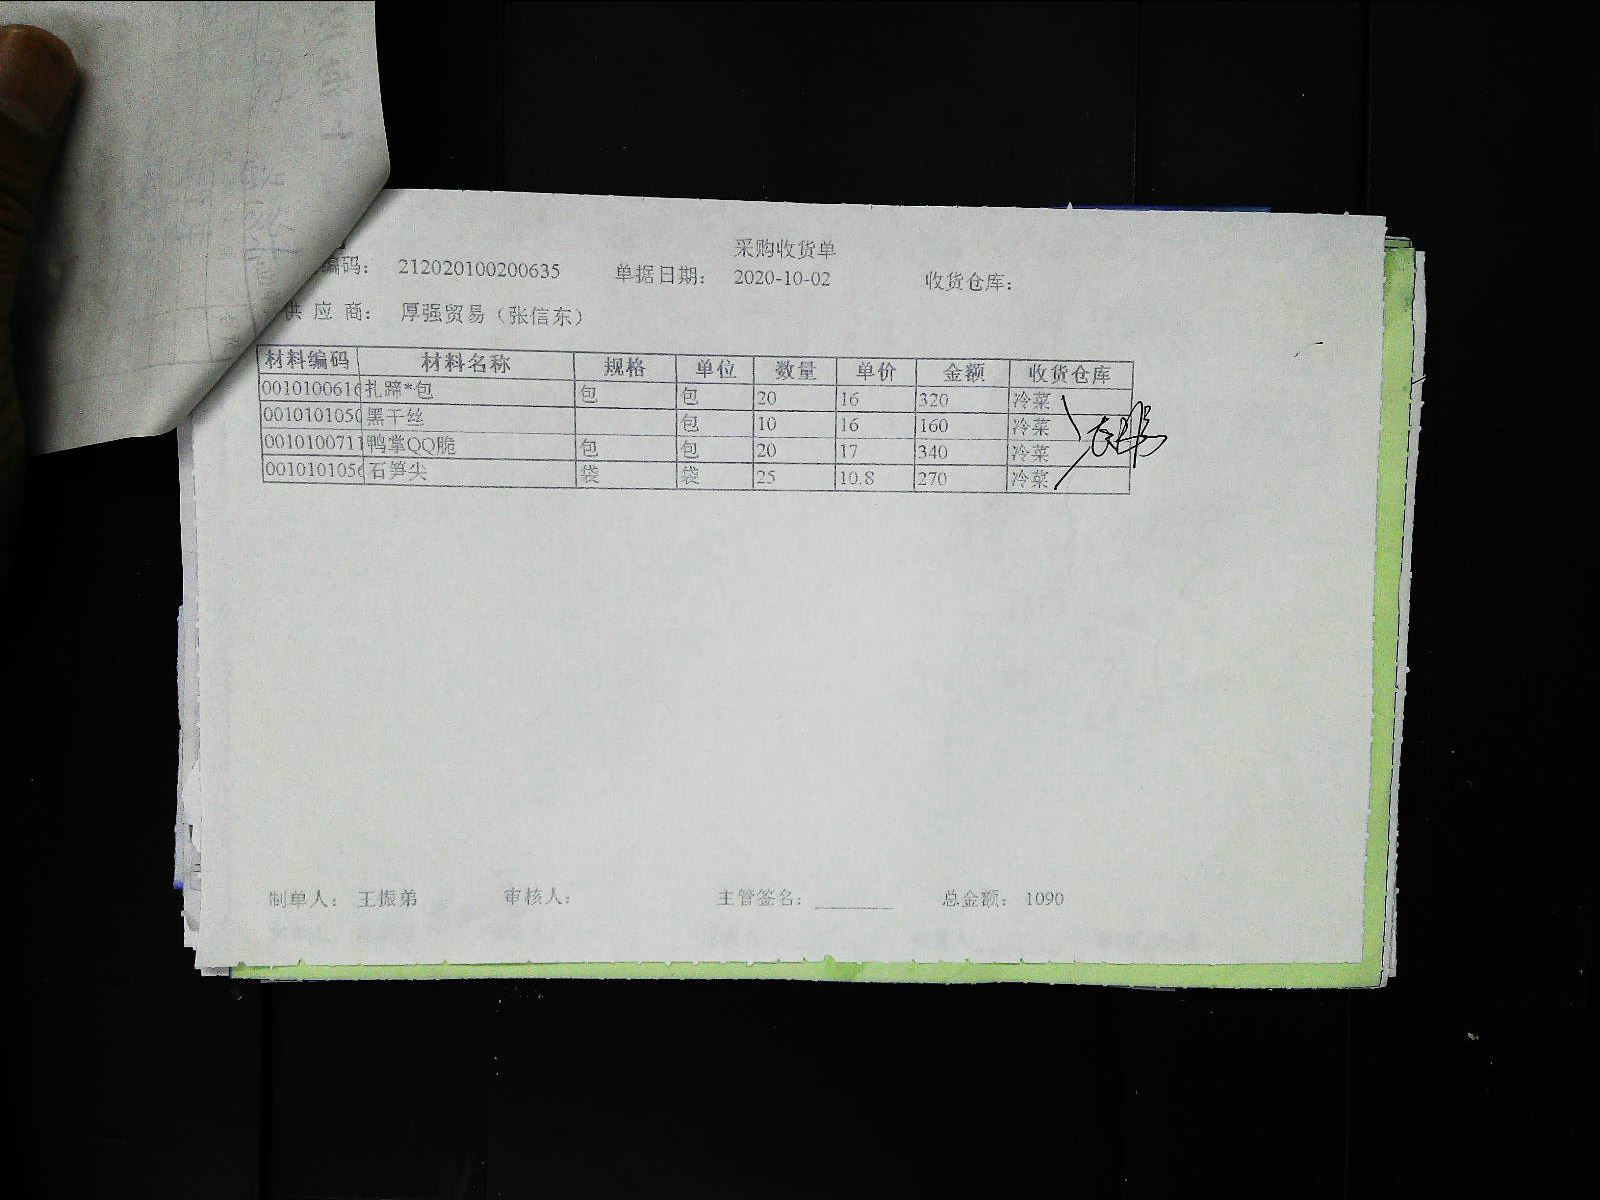 采购收货单
编码： 212020100200635 单据日期： 2020-10-02 收货仓库：
供 应 商： 厚强贸易（张信东）
材料编码 材料名称 规格 单位 数量 单价 金额 收货仓库
0010100616 扎蹄*包 包 包 20 16 320 冷菜
0010101050 黑干丝 包 10 16 160 冷菜
0010100711 鸭掌QQ脆 包 包 20 17 340 冷菜
0010101056 石笋尖 袋 袋 25 10.8 270 冷菜
制单人： 王振弟 审核人： 主管签名： 总金额： 1090